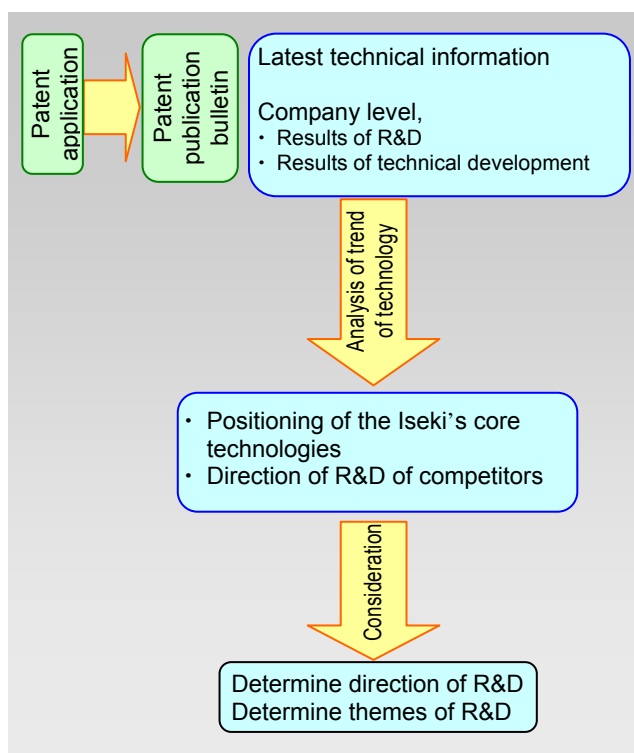 Patent
application
Patent
publication
bulletin
Latest technical information
Company level,
・ Results of R&D
・ Results of technical development
Analysis of trend
of technology
・ Positioning of the Iseki's core
technologies
・ Direction of R&D of competitors
Consideration
Determine direction of R&D
Determine themes of R&D